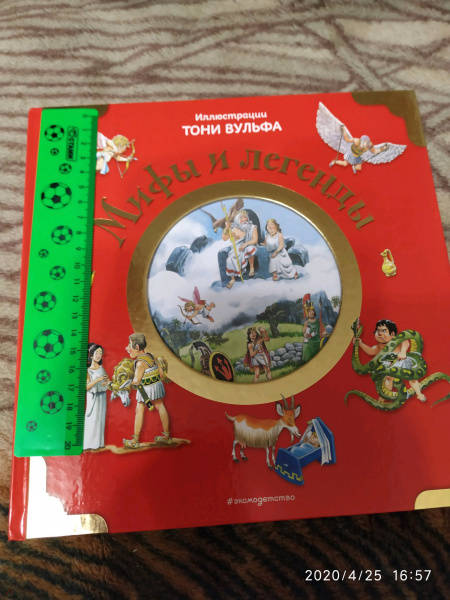 Иллюстрации
ТОНИ ВУЛЬФА
Мифы и легенды
#эксмодетство
2020/4/25 16:57